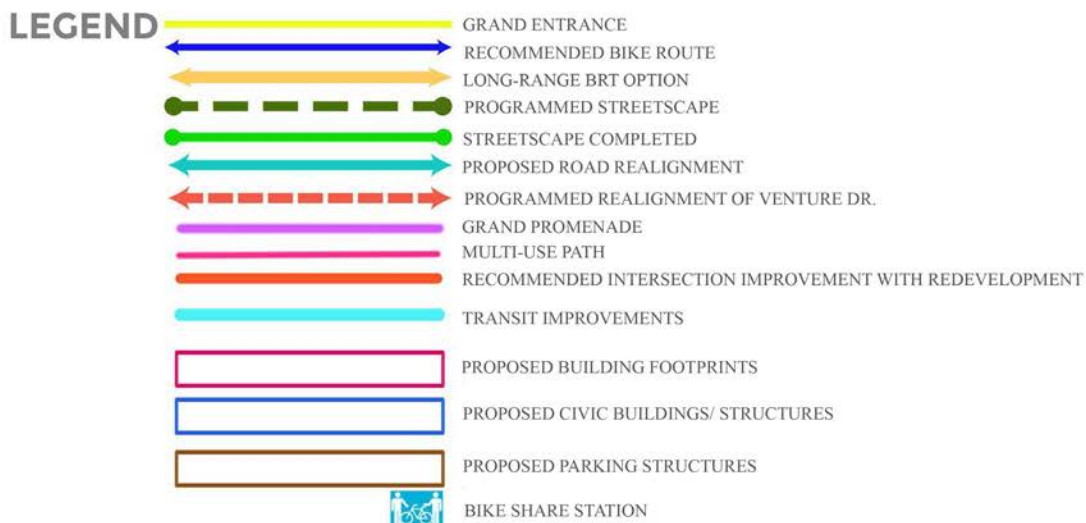 LEGEND
GRAND ENTRANCE
RECOMMENDED BIKE ROUTE
LONG-RANGE BRT OPTION
PROGRAMMED STREETSCAPE
STREETSCAPE COMPLETED
PROPOSED ROAD REALIGNMENT
PROGRAMMED REALIGNMENT OF VENTURE DR.
GRAND PROMENADE
MULTI-USE PATH
RECOMMENDED INTERSECTION IMPROVEMENT WITH REDEVELOPMENT
TRANSIT IMPROVEMENTS
PROPOSED BUILDING FOOTPRINTS
PROPOSED CIVIC BUILDINGS/ STRUCTURES
PROPOSED PARKING STRUCTURES
BIKE SHARE STATION